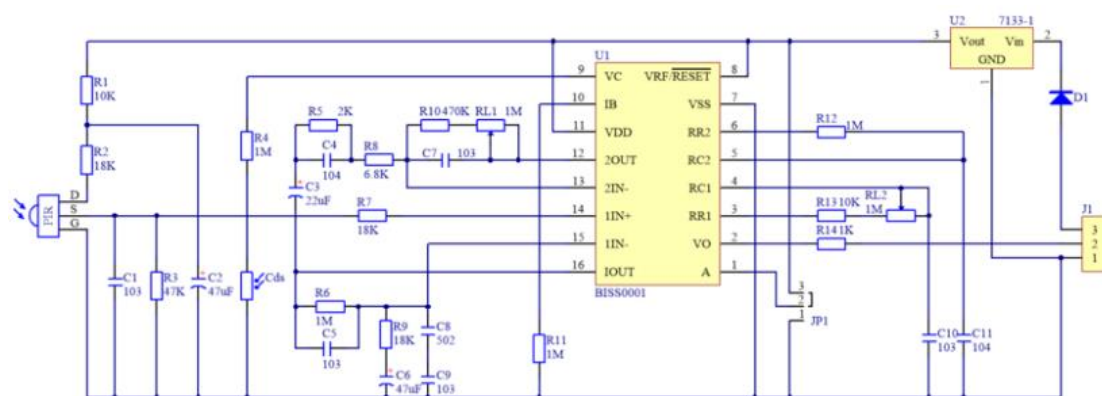 U2 7133-1
3 Vout Vin 2
GND
1
D1
U1
9 VC VRF/RESET 8
10 IB VSS 7
11 VDD RR2 6
12 2OUT RC2 5
13 2IN- RC1 4
14 1IN+ RR1 3
15 1IN- VO 2
16 IOUT A 1
BISS0001
R1
10K
R2
18K
R4
1M
R5 2K
C4
104
R8
6.8K
R10 470K RL1 1M
C7 103
C3
22uF
R7
18K
PIR
D
S
G
C1
103
R3
47K
C2
47uF
Cds
R6
1M
C5
103
R9
18K
C6
47uF
C8
502
C9
103
R11
1M
R12
1M
R13 10K
RL2
1M
R14 1K
J1
3
2
1
3
2
1
JP1
C10
103
C11
104